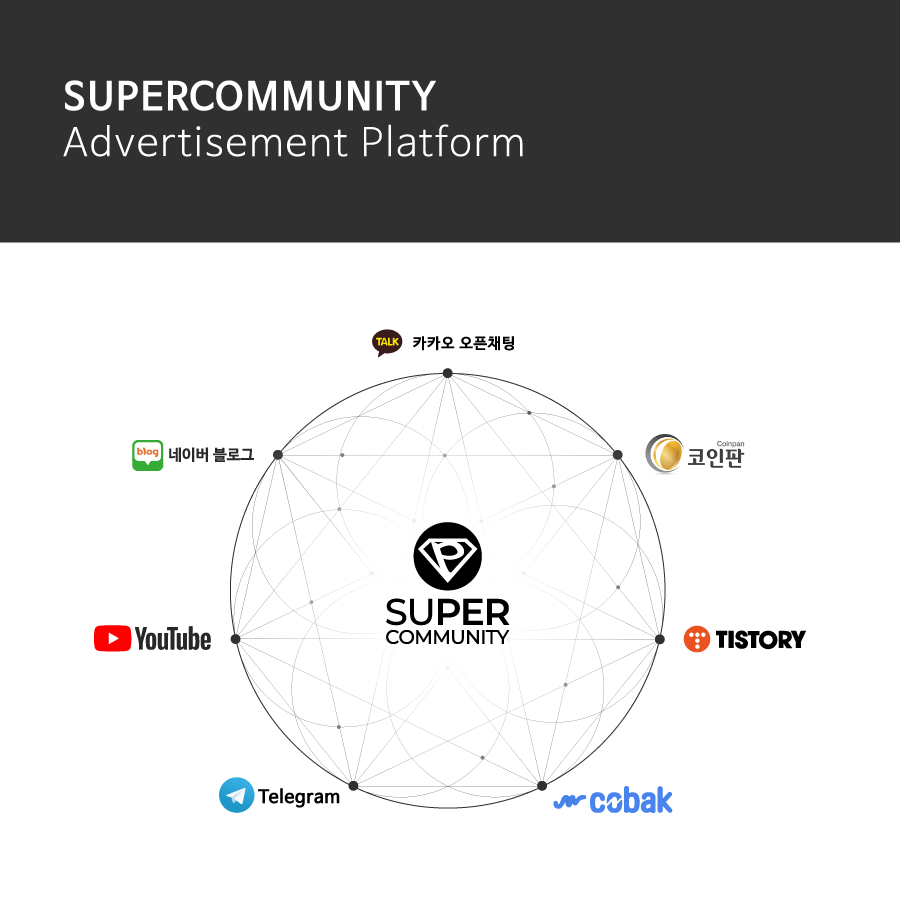 SUPERCOMMUNITY
Advertisement Platform
TALK 카카오 오픈채팅
blog 네이버 블로그
Coinpan
코인판
SUPER
COMMUNITY
YouTube
TISTORY
Telegram
cobak